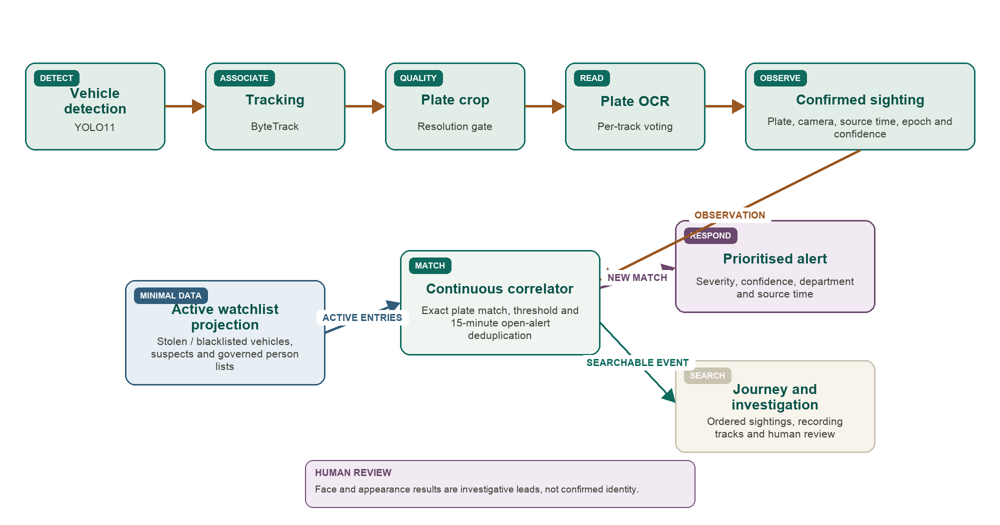 DETECT
Vehicle
detection
YOLO11
ASSOCIATE
Tracking
ByteTrack
QUALITY
Plate crop
Resolution gate
READ
Plate OCR
Per-track voting
OBSERVE
Confirmed sighting
Plate, camera, source time, epoch and
confidence
OBSERVATION
RESPOND
Prioritised alert
Severity, confidence, department
and source time
MATCH
Continuous correlator
Exact plate match, threshold and
15-minute open-alert
deduplication
NEW MATCH
MINIMAL DATA
Active watchlist
projection
Stolen / blacklisted vehicles,
suspects and governed person
lists
ACTIVE ENTRIES
SEARCHABLE EVENT
SEARCH
Journey and
investigation
Ordered sightings, recording
tracks and human review
HUMAN REVIEW
Face and appearance results are investigative leads, not confirmed identity.